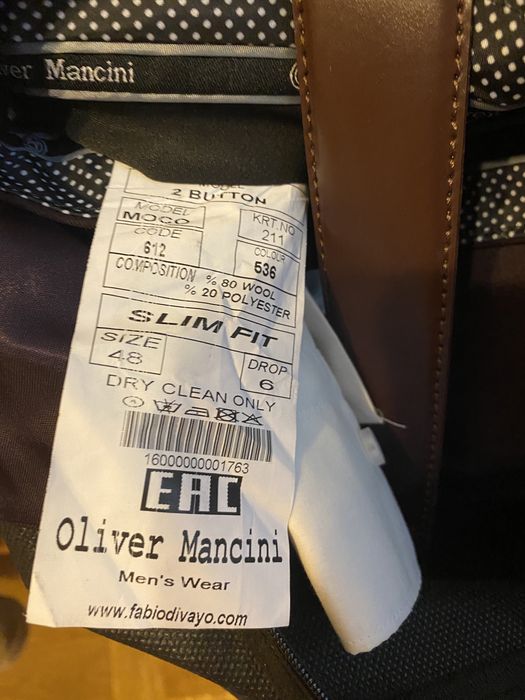 ver Mancini
2 BUTTON
MODEL
MOCO
KRT.NO
211
CODE
612
COLOUR
536
COMPOSITION % 80 WOOL
% 20 POLYESTER
SLIM FIT
SIZE
48
DROP
6
DRY CLEAN ONLY
16000000001763
EAC
Oliver Mancini
Men's Wear
www.fabiodivayo.com